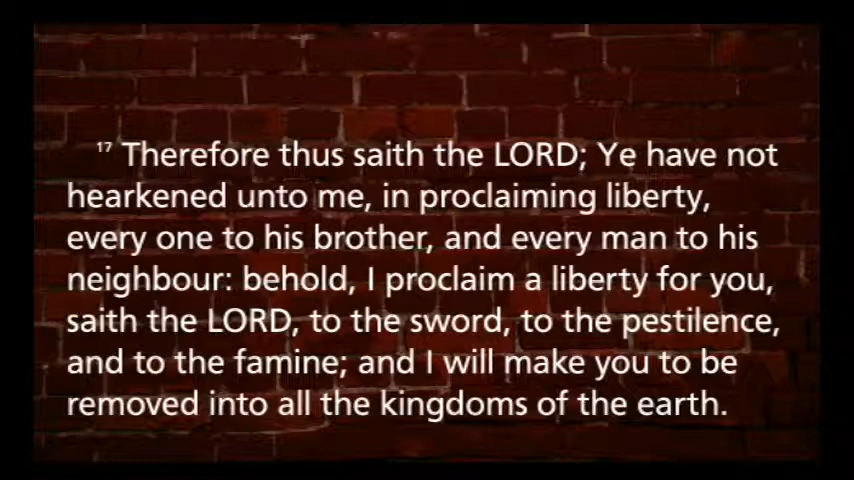 17 Therefore thus saith the LORD; Ye have not
hearkened unto me, in proclaiming liberty,
every one to his brother, and every man to his
neighbour: behold, I proclaim a liberty for you,
saith the LORD, to the sword, to the pestilence,
and to the famine; and I will make you to be
removed into all the kingdoms of the earth.